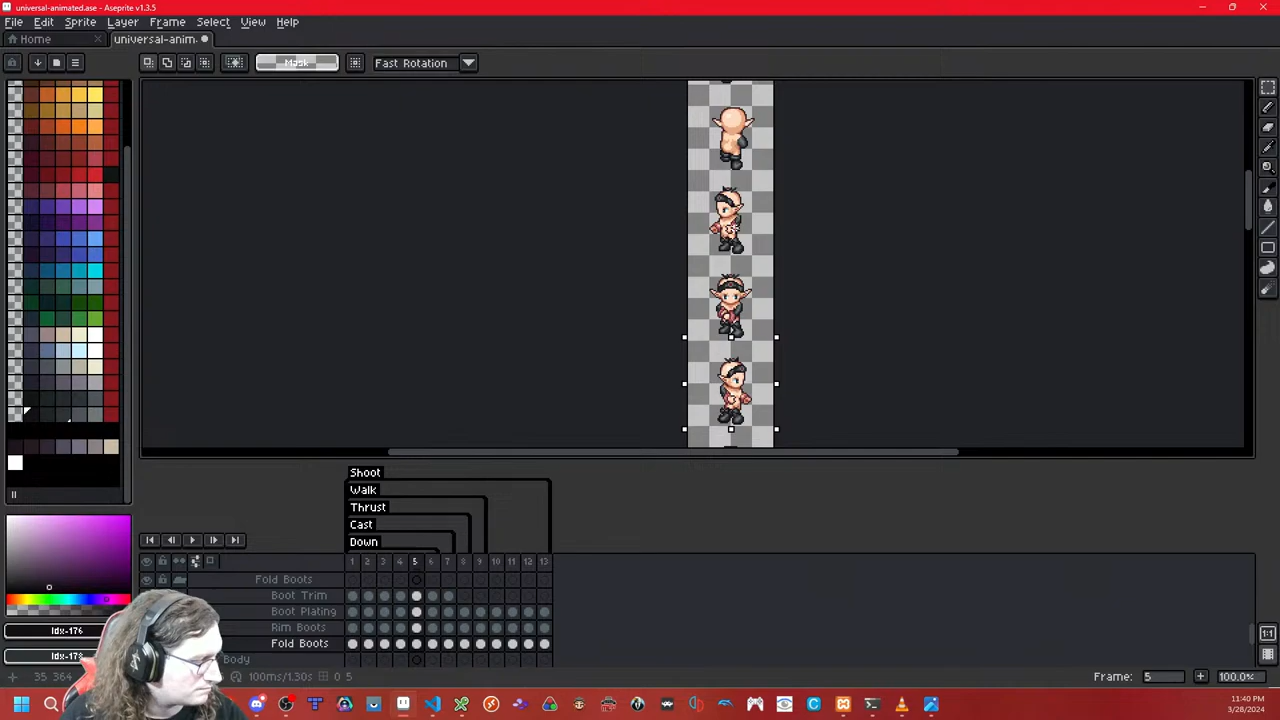 universal-animated.ase - Aseprite v1.3.5
File Edit Sprite Layer Frame Select View Help
Home
universal-anim.
Mask
Fast Rotation
Shoot
Walk
Thrust
Cast
Down
1 2 3 4 5 6 7 8 9 10 11 12 13
Fold Boots
Boot Trim
Boot Plating
Rim Boots
Fold Boots
Body
Idx-176
35 364
100ms/1.30s
0 5
Frame: 5
100.0%
1:1
11:40 PM
3/28/2024